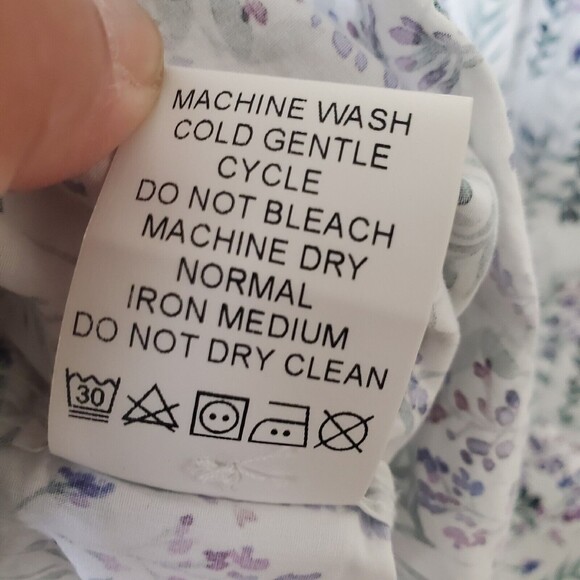 MACHINE WASH
COLD GENTLE
CYCLE
DO NOT BLEACH
MACHINE DRY
NORMAL
IRON MEDIUM
DO NOT DRY CLEAN
30